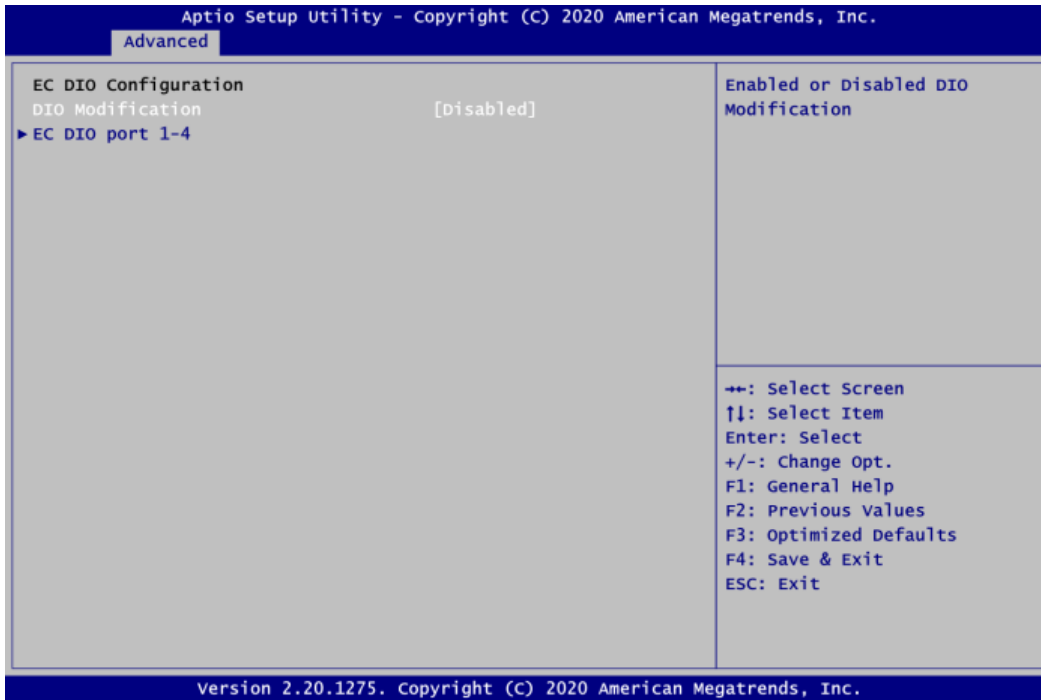 Aptio Setup Utility - Copyright (C) 2020 American Megatrends, Inc.
Advanced
EC DIO Configuration
DIO Modification [Disabled]
▶ EC DIO port 1-4
Enabled or Disabled DIO
Modification
→←: Select Screen
↑↓: Select Item
Enter: Select
+/-: Change Opt.
F1: General Help
F2: Previous Values
F3: Optimized Defaults
F4: Save & Exit
ESC: Exit
Version 2.20.1275. Copyright (C) 2020 American Megatrends, Inc.